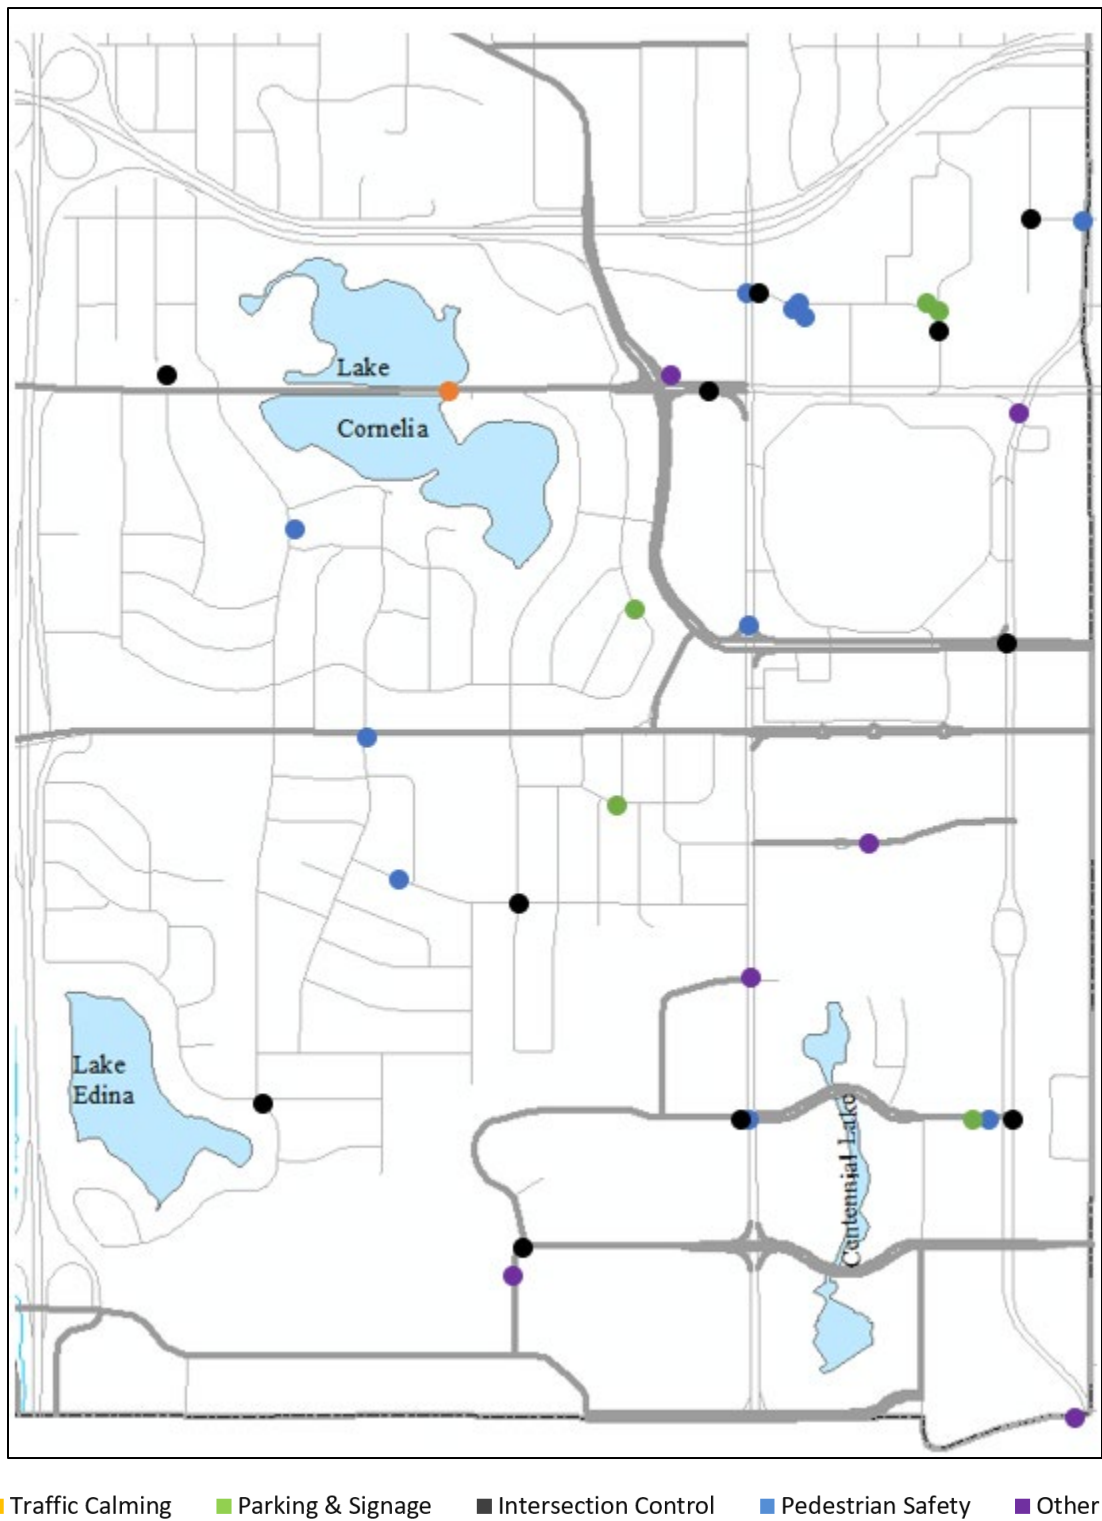 Lake
Cornelia
Lake
Edina
Centennial Lake
Traffic Calming
Parking & Signage
Intersection Control
Pedestrian Safety
Other